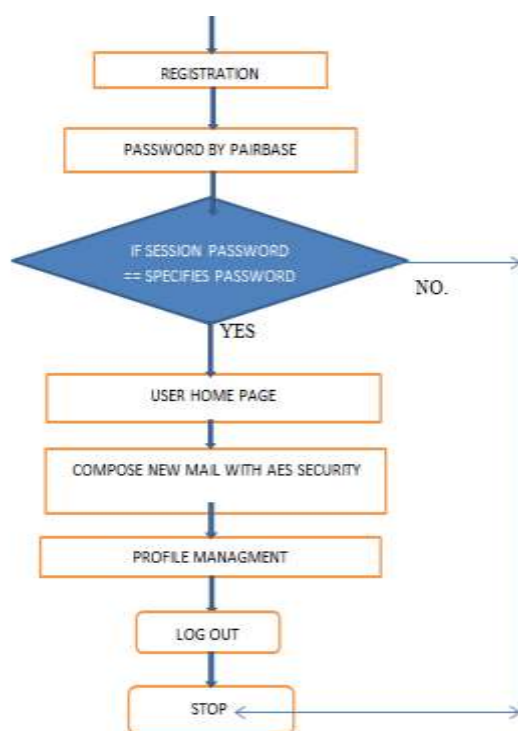 REGISTRATION
PASSWORD BY PAIRBASE
IF SESSION PASSWORD
== SPECIFIES PASSWORD
NO.
YES
USER HOME PAGE
COMPOSE NEW MAIL WITH AES SECURITY
PROFILE MANAGMENT
LOG OUT
STOP